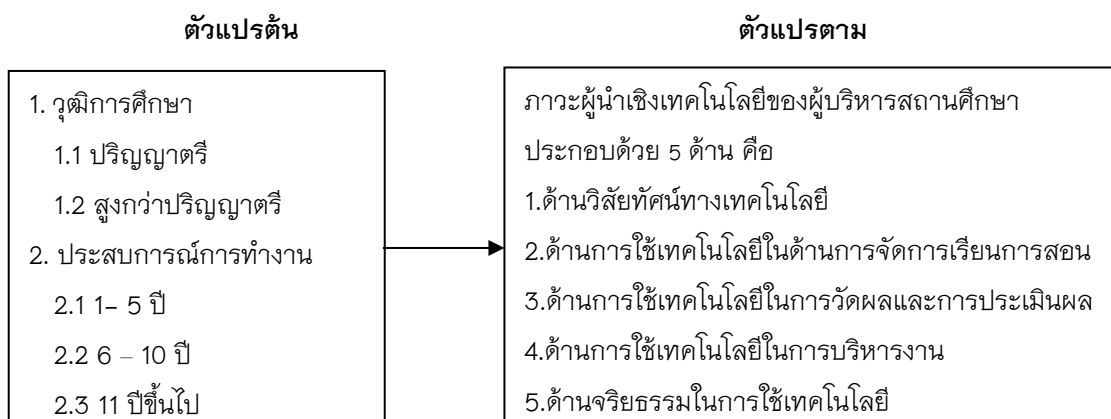 ตัวแปรต้น
ตัวแปรตาม
1. วุฒิการศึกษา
1.1 ปริญญาตรี
1.2 สูงกว่าปริญญาตรี
2. ประสบการณ์การทำงาน
2.1 1– 5 ปี
2.2 6 – 10 ปี
2.3 11 ปีขึ้นไป
ภาวะผู้นำเชิงเทคโนโลยีของผู้บริหารสถานศึกษา
ประกอบด้วย 5 ด้าน คือ
1.ด้านวิสัยทัศน์ทางเทคโนโลยี
2.ด้านการใช้เทคโนโลยีในด้านการจัดการเรียนการสอน
3.ด้านการใช้เทคโนโลยีในการวัดผลและการประเมินผล
4.ด้านการใช้เทคโนโลยีในการบริหารงาน
5.ด้านจริยธรรมในการใช้เทคโนโลยี